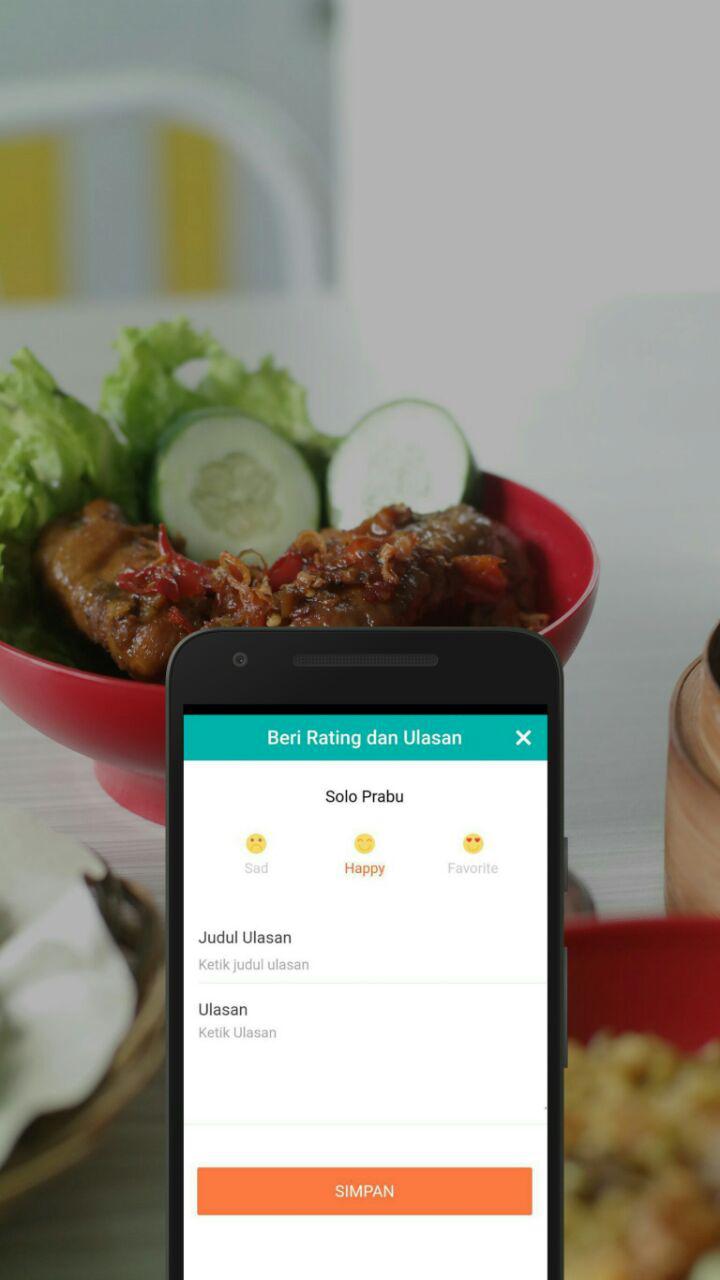 Beri Rating dan Ulasan
Solo Prabu
Sad
Happy
Favorite
Judul Ulasan
Ketik judul ulasan
Ulasan
Ketik Ulasan
SIMPAN